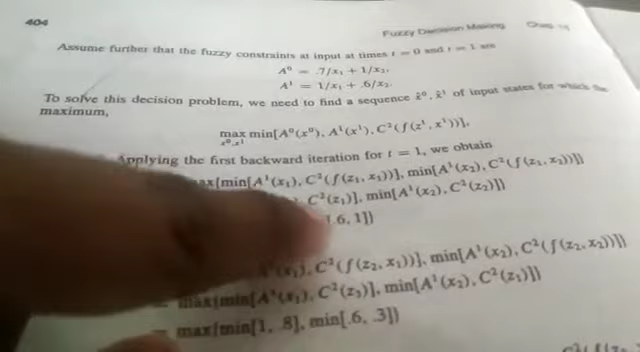 404
Fuzzy Decision Making
Assume further that the fuzzy constraints at input at times t = 0 and t = 1 are
A⁰ = .7/x₁ + 1/x₂,
A¹ = 1/x₁ + .6/x₂.
To solve this decision problem, we need to find a sequence x̂⁰, x̂¹ of input states for which the
maximum,
max min[A⁰(x⁰), A¹(x¹), C²(f(z¹, x¹))],
x⁰,x¹
Applying the first backward iteration for t = 1, we obtain
max{min[A¹(x₁), C²(f(z₁, x₁))], min[A¹(x₂), C²(f(z₁, x₂))]}
C²(z₁)], min[A¹(x₂), C²(z₂)]}
.6, 1]}
A¹(x₁), C²(f(z₂, x₁))], min[A¹(x₂), C²(f(z₂, x₂))]}
= max{min[A¹(x₁), C²(z₃)], min[A¹(x₂), C²(z₁)]}
= max{min[1, .8], min[.6, .3]}